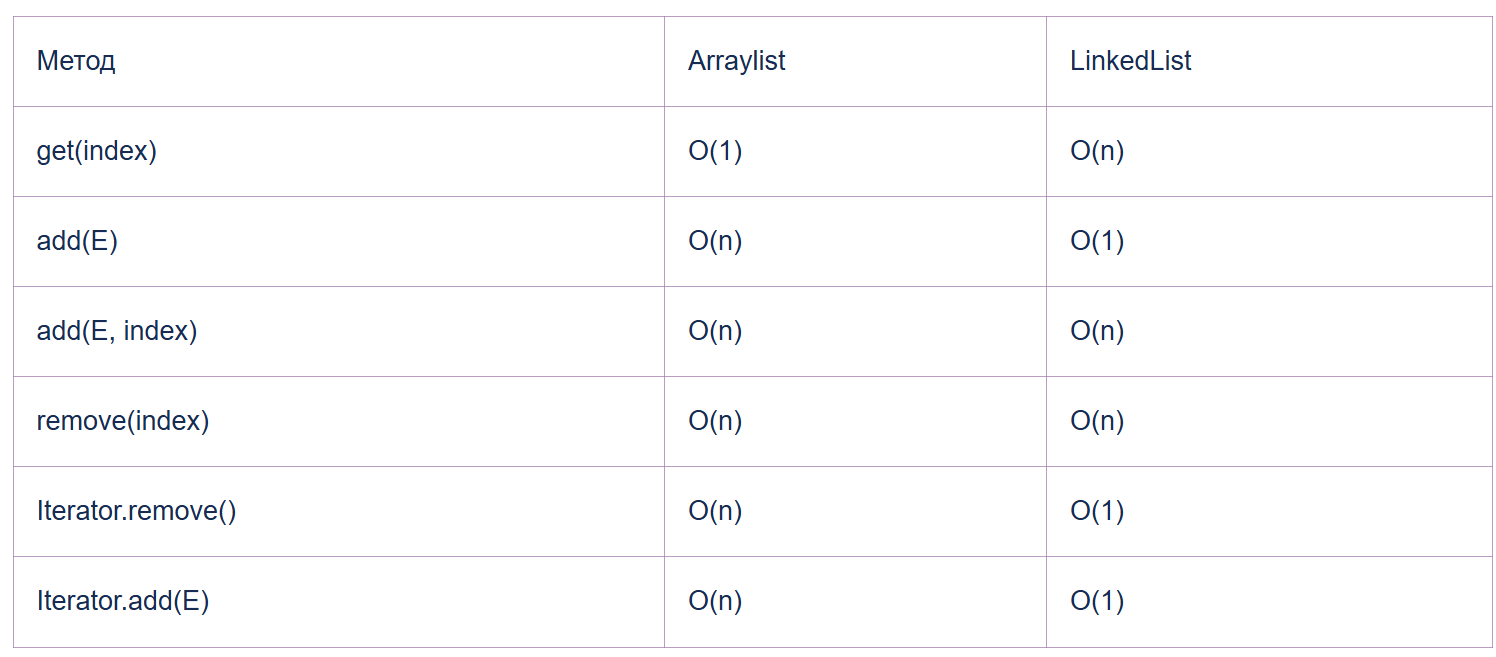 Метод Arraylist LinkedList
get(index) O(1) O(n)
add(E) O(n) O(1)
add(E, index) O(n) O(n)
remove(index) O(n) O(n)
Iterator.remove() O(n) O(1)
Iterator.add(E) O(n) O(1)